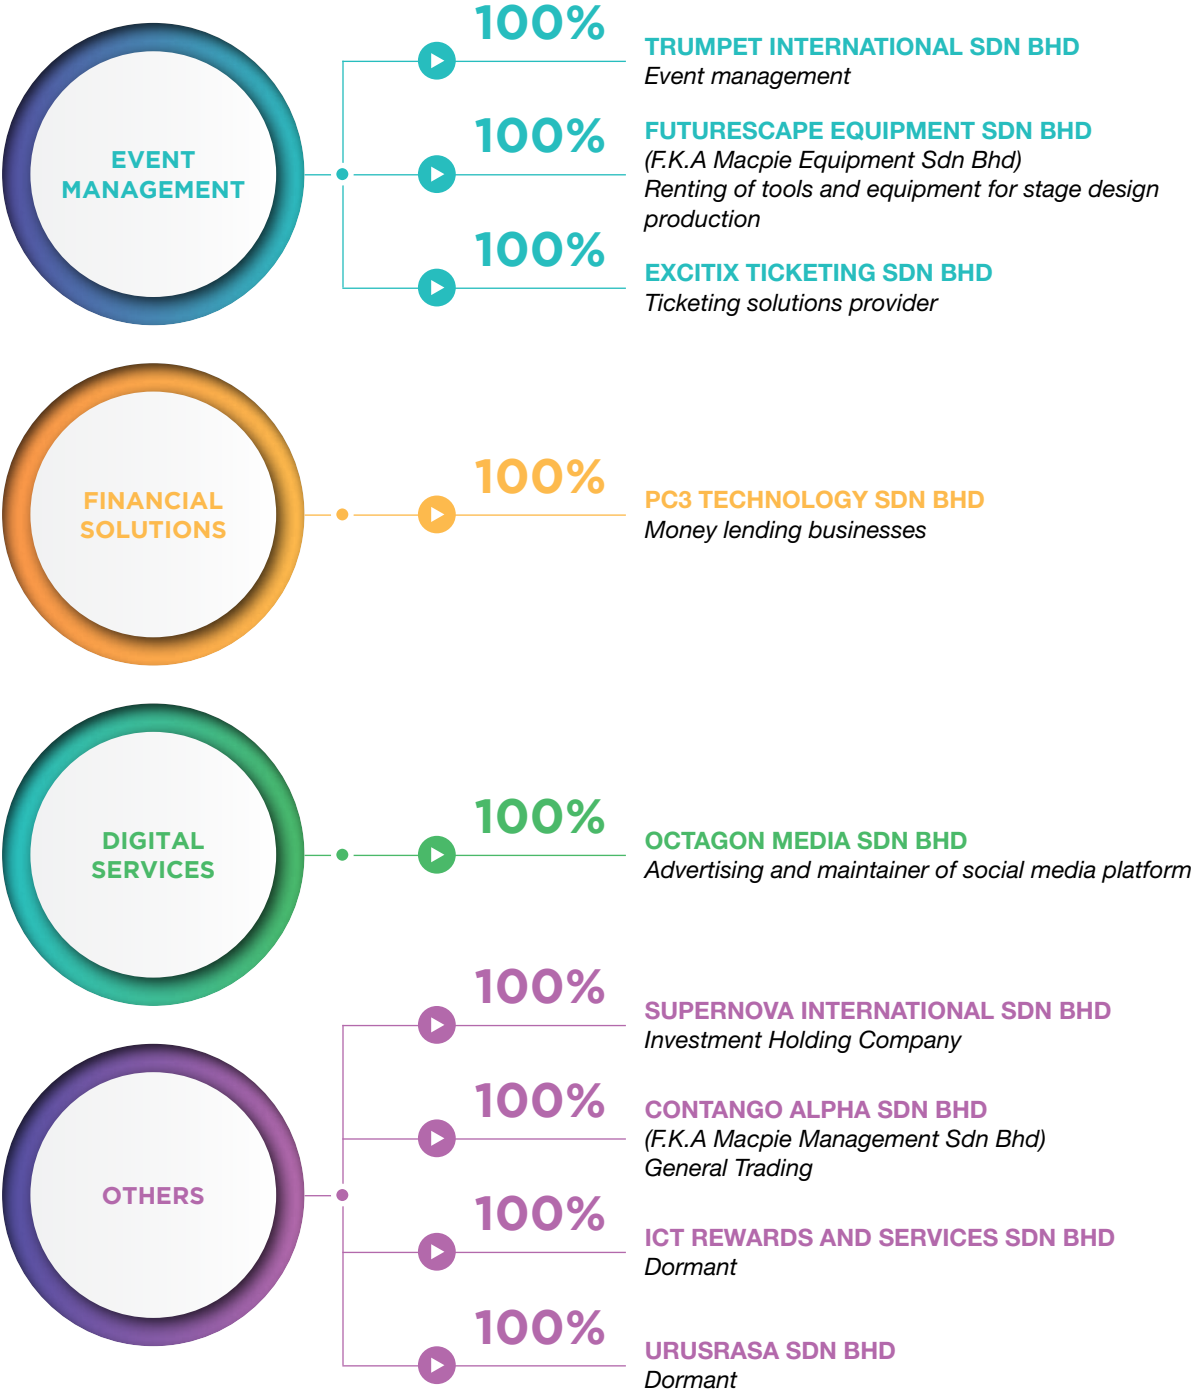 EVENT
MANAGEMENT
100%
TRUMPET INTERNATIONAL SDN BHD
Event management
100%
FUTURESCAPE EQUIPMENT SDN BHD
(F.K.A Macpie Equipment Sdn Bhd)
Renting of tools and equipment for stage design
production
100%
EXCITIX TICKETING SDN BHD
Ticketing solutions provider
FINANCIAL
SOLUTIONS
100%
PC3 TECHNOLOGY SDN BHD
Money lending businesses
DIGITAL
SERVICES
100%
OCTAGON MEDIA SDN BHD
Advertising and maintainer of social media platform
OTHERS
100%
SUPERNOVA INTERNATIONAL SDN BHD
Investment Holding Company
100%
CONTANGO ALPHA SDN BHD
(F.K.A Macpie Management Sdn Bhd)
General Trading
100%
ICT REWARDS AND SERVICES SDN BHD
Dormant
100%
URUSRASA SDN BHD
Dormant